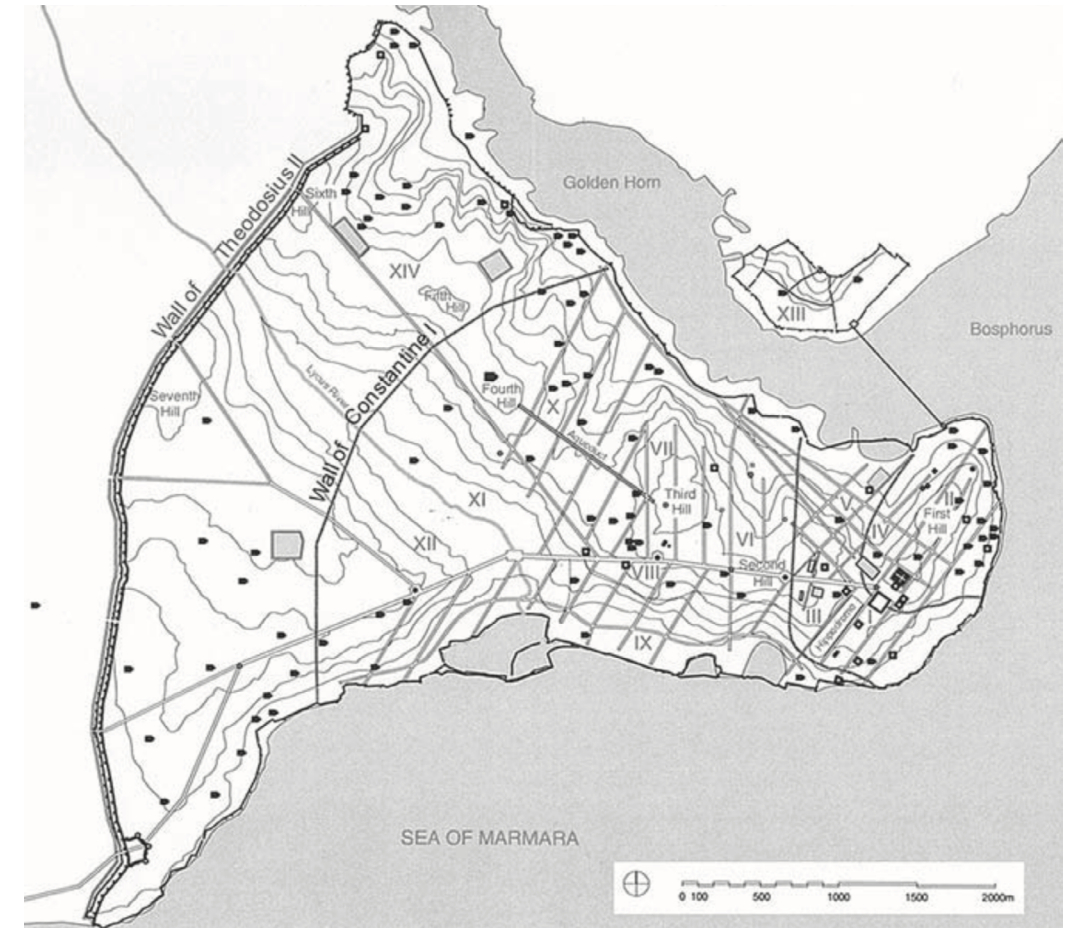 Golden Horn
Wall of Theodosius II
Sixth
Hill
XIV
Fifth
Hill
XIII
Bosphorus
Wall of Constantine I
Lycus River
Seventh
Hill
Fourth
Hill
X
Aqueduct
VII
Third
Hill
XI
V
II
First
Hill
IV
XII
VI
Second
Hill
VIII
III
I
Hippodrome
IX
SEA OF MARMARA
0 100 500 1000 1500 2000m